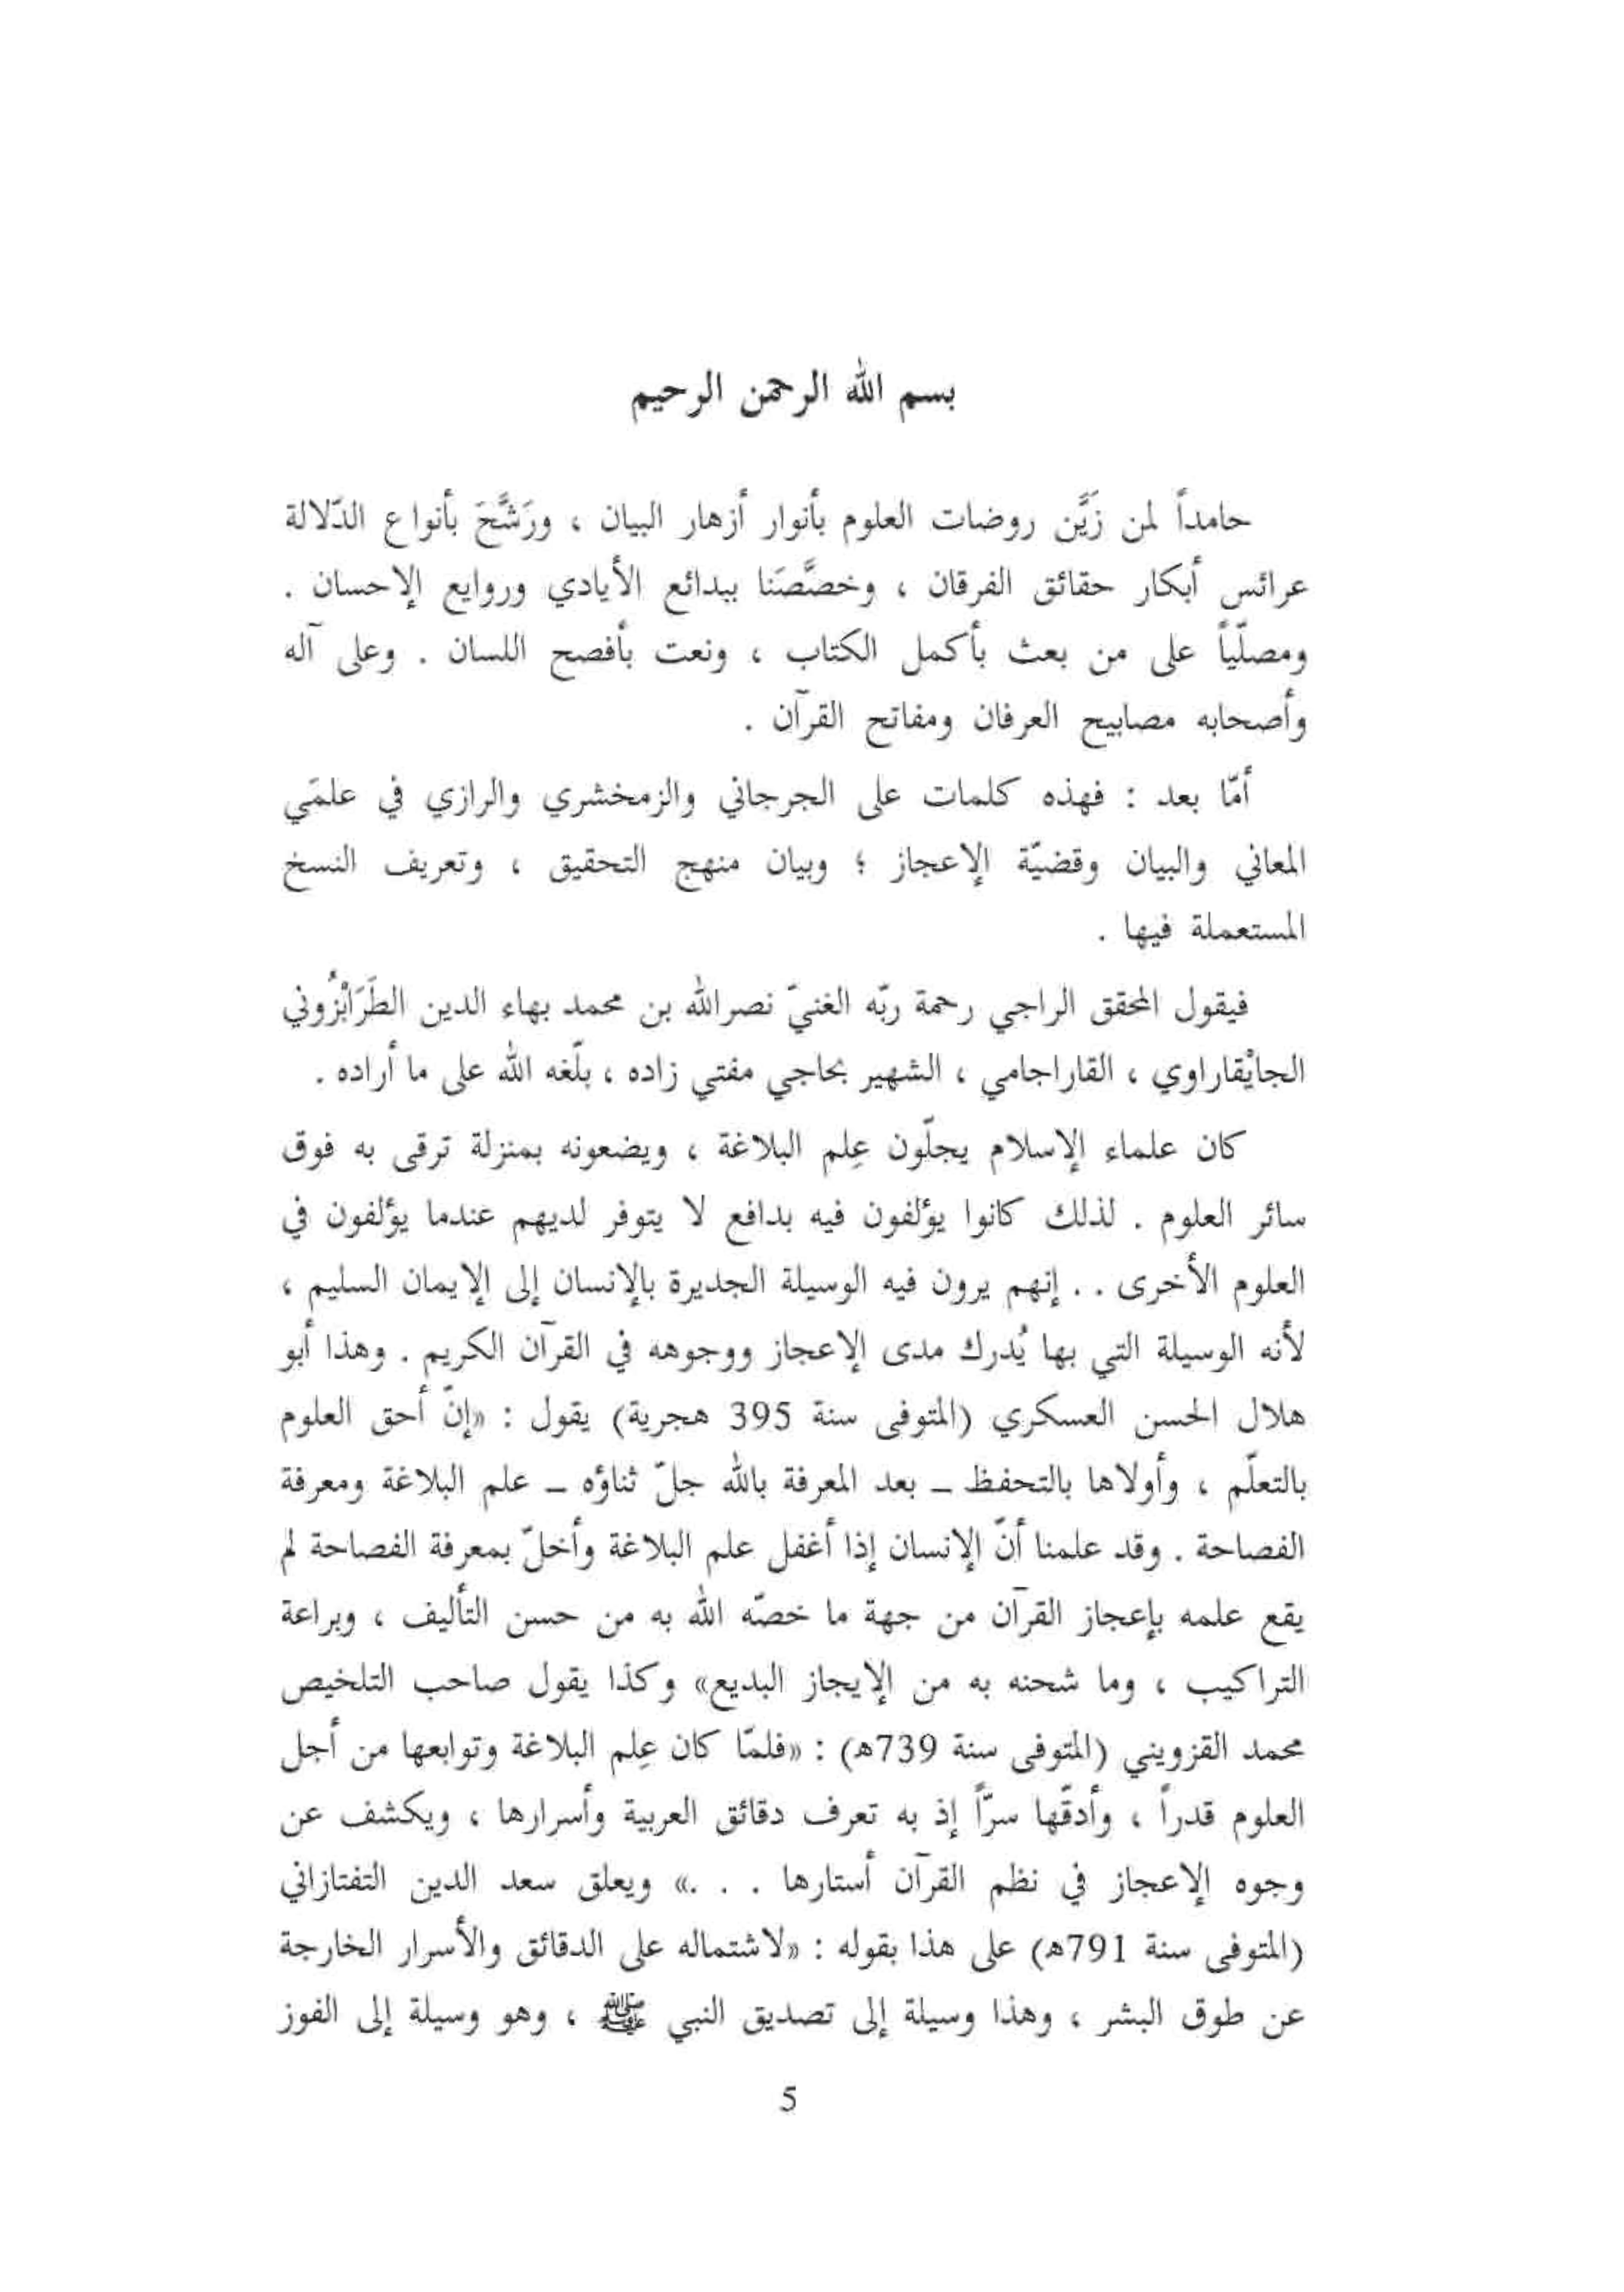 بسم الله الرحمن الرحيم
حامداً لمن زَيَّن روضات العلوم بأنوار أزهار البيان ، ورَشَّحَ بأنواع الدّلالة
عرائس أبكار حقائق الفرقان ، وخصَّصَنا ببدائع الأيادي وروايع الإحسان .
ومصلّياً على من بعث بأكمل الكتاب ، ونعت بأفصح اللسان . وعلى آله
وأصحابه مصابيح العرفان ومفاتح القرآن .
أمّا بعد : فهذه كلمات على الجرجاني والزمخشري والرازي في علمَي
المعاني والبيان وقضيّة الإعجاز ؛ وبيان منهج التحقيق ، وتعريف النسخ
المستعملة فيها .
فيقول المحقق الراجي رحمة ربّه الغنيّ نصرالله بن محمد بهاء الدين الطَرَابْزُوني
الجايْقاراوي ، القاراجامي ، الشهير بحاجي مفتي زاده ، بلّغه الله على ما أراده .
كان علماء الإسلام يجلّون عِلم البلاغة ، ويضعونه بمنزلة ترقى به فوق
سائر العلوم . لذلك كانوا يؤلفون فيه بدافع لا يتوفر لديهم عندما يؤلفون في
العلوم الأخرى . . إنهم يرون فيه الوسيلة الجديرة بالإنسان إلى الإيمان السليم ،
لأنه الوسيلة التي بها يُدرك مدى الإعجاز ووجوهه في القرآن الكريم . وهذا أبو
هلال الحسن العسكري (المتوفى سنة 395 هجرية) يقول : «إنّ أحق العلوم
بالتعلّم ، وأولاها بالتحفظ ــ بعد المعرفة بالله جلّ ثناؤه ــ علم البلاغة ومعرفة
الفصاحة . وقد علمنا أنّ الإنسان إذا أغفل علم البلاغة وأخلّ بمعرفة الفصاحة لم
يقع علمه بإعجاز القرآن من جهة ما خصّه الله به من حسن التأليف ، وبراعة
التراكيب ، وما شحنه به من الإيجاز البديع» وكذا يقول صاحب التلخيص
محمد القزويني (المتوفى سنة 739هـ) : «فلمّا كان عِلم البلاغة وتوابعها من أجل
العلوم قدراً ، وأدقّها سرّاً إذ به تعرف دقائق العربية وأسرارها ، ويكشف عن
وجوه الإعجاز في نظم القرآن أستارها . . .» ويعلق سعد الدين التفتازاني
(المتوفى سنة 791هـ) على هذا بقوله : «لاشتماله على الدقائق والأسرار الخارجة
عن طوق البشر ، وهذا وسيلة إلى تصديق النبي ﷺ ، وهو وسيلة إلى الفوز
5